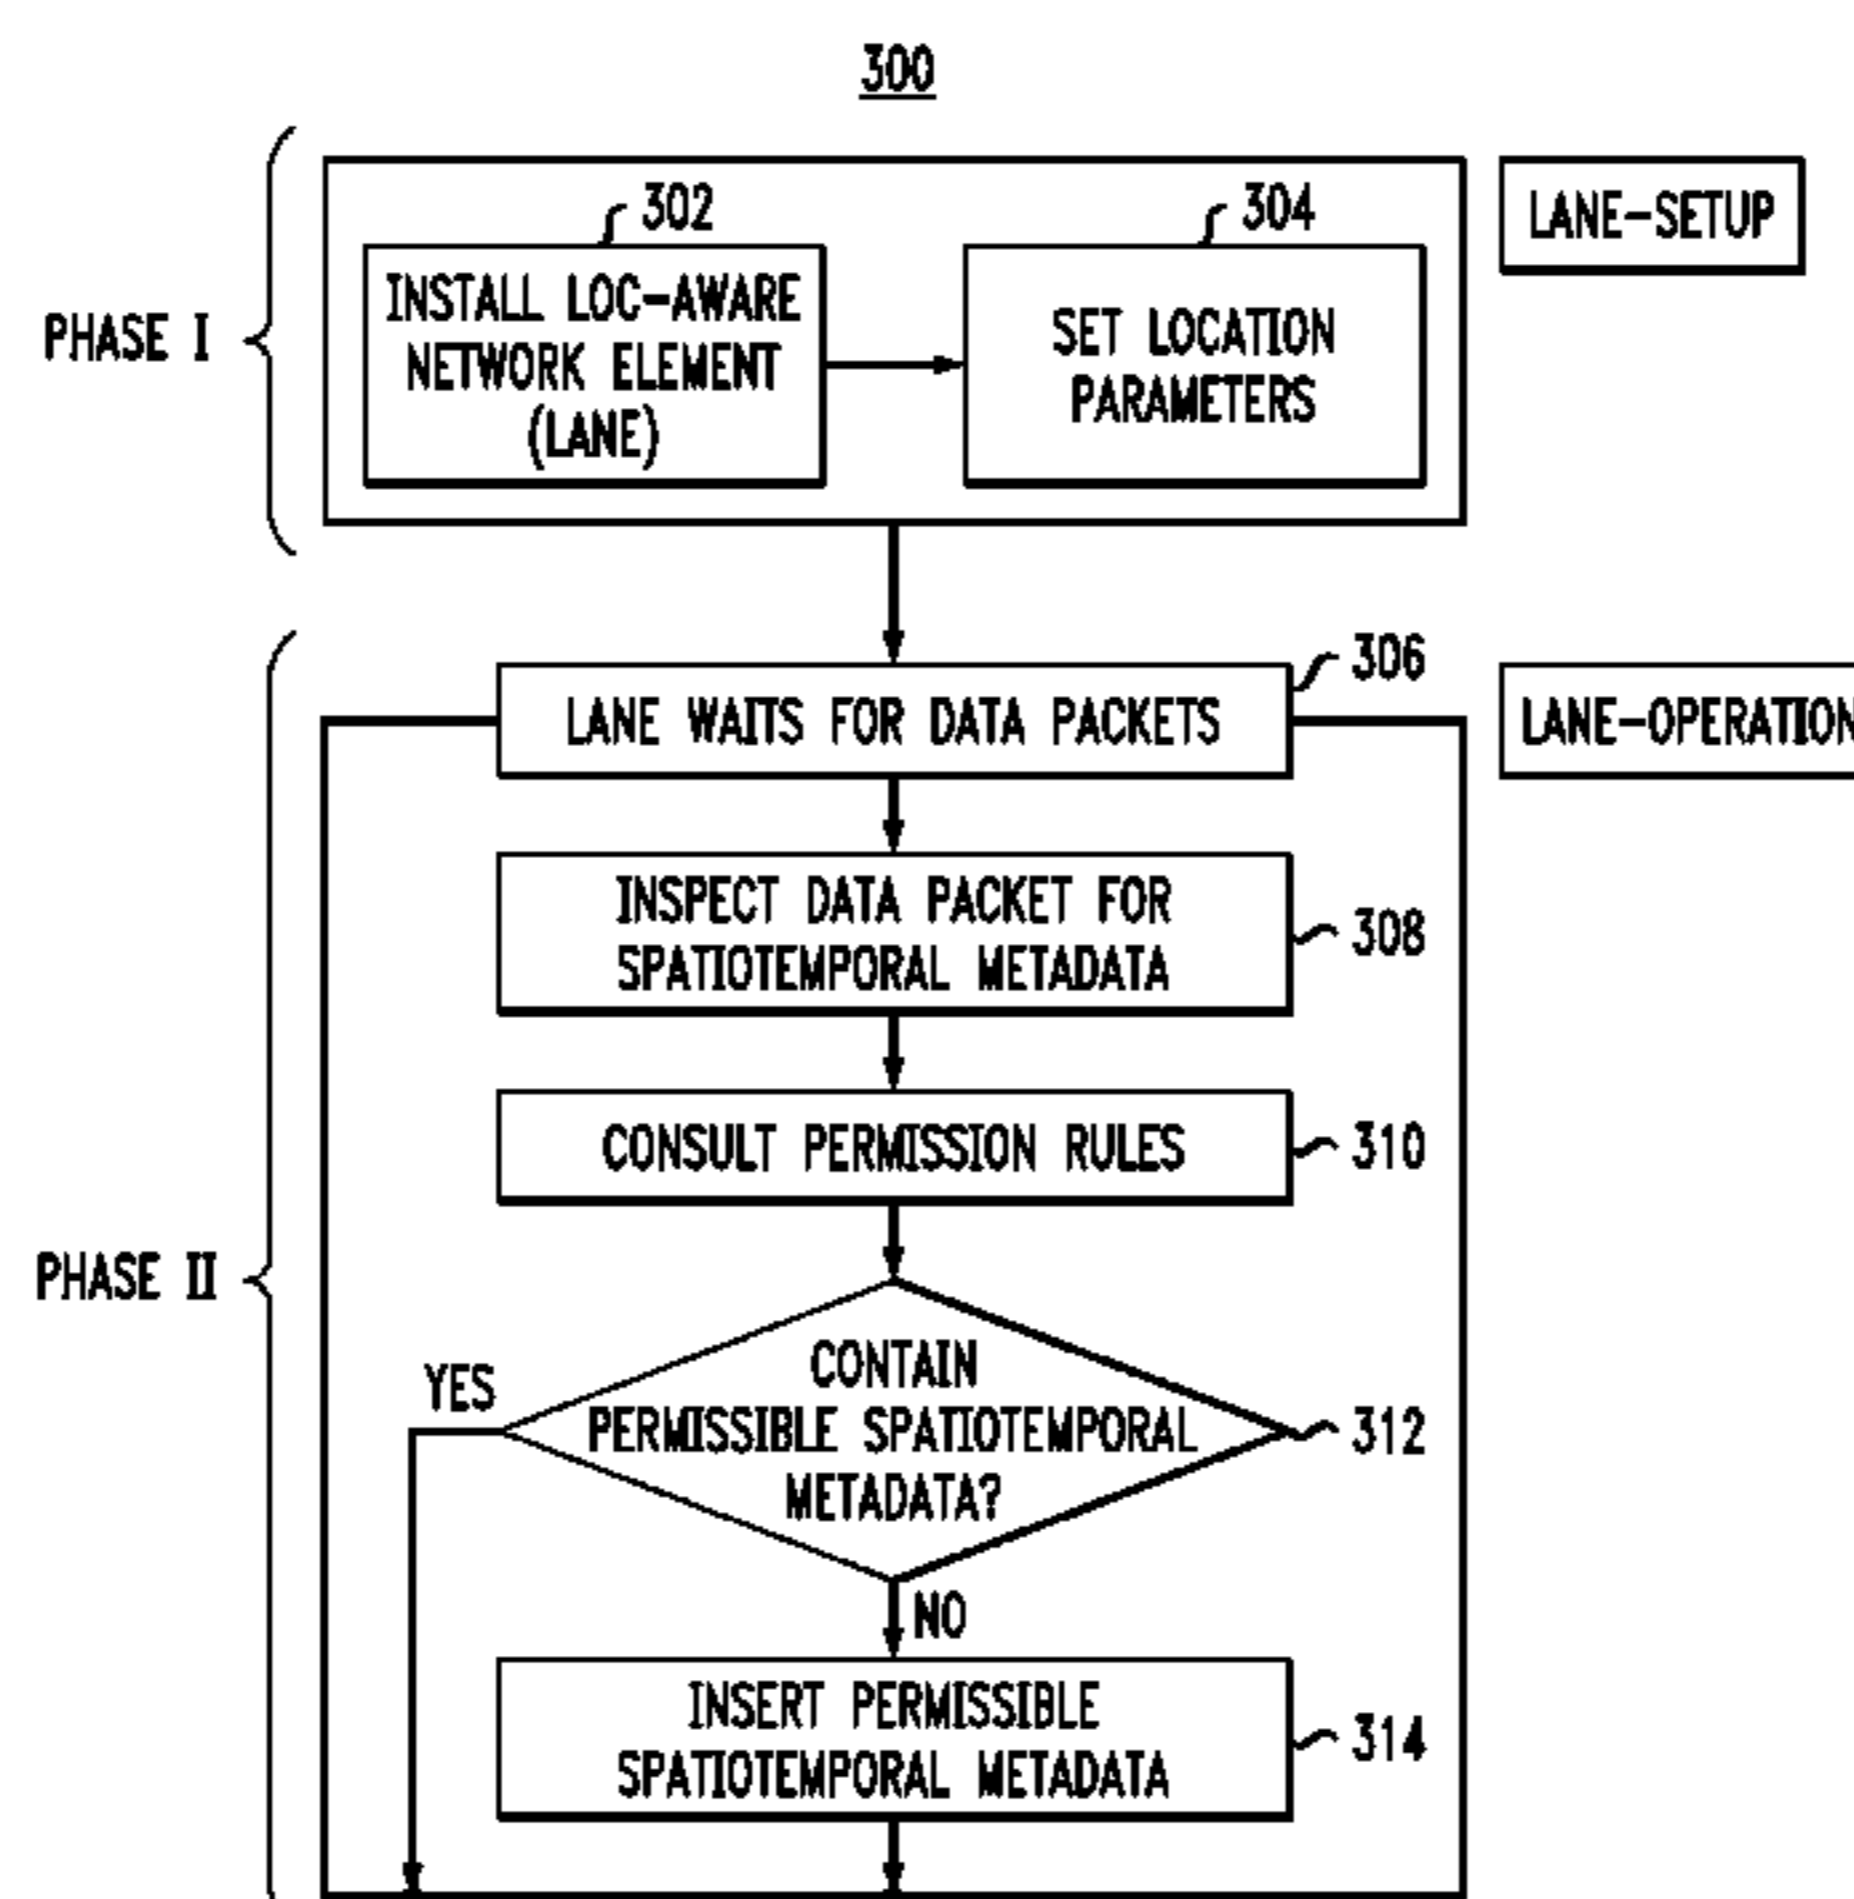 300
PHASE I
302
INSTALL LOC-AWARE
NETWORK ELEMENT
(LANE)
304
SET LOCATION
PARAMETERS
LANE-SETUP
PHASE II
306
LANE WAITS FOR DATA PACKETS
LANE-OPERATION
INSPECT DATA PACKET FOR
SPATIOTEMPORAL METADATA
308
CONSULT PERMISSION RULES
310
CONTAIN
PERMISSIBLE SPATIOTEMPORAL
METADATA?
312
YES
NO
INSERT PERMISSIBLE
SPATIOTEMPORAL METADATA
314